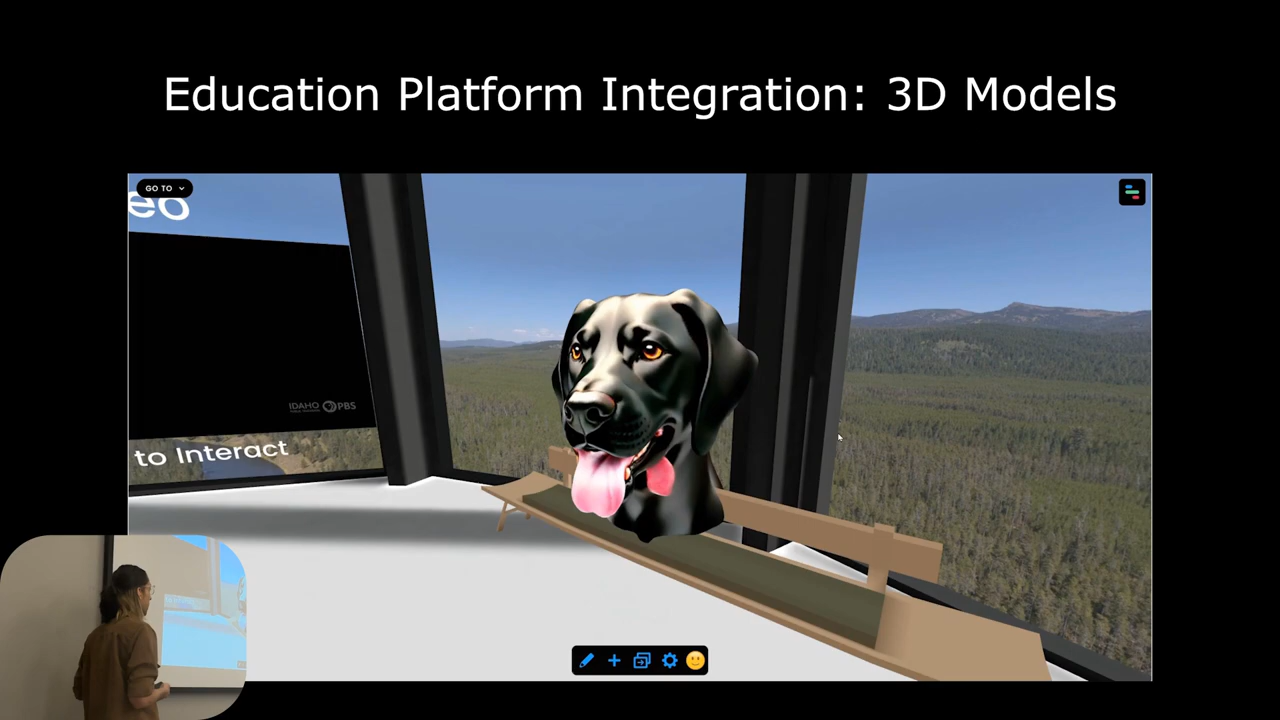 Education Platform Integration: 3D Models
GO TO
eo
IDAHO PBS
to Interact